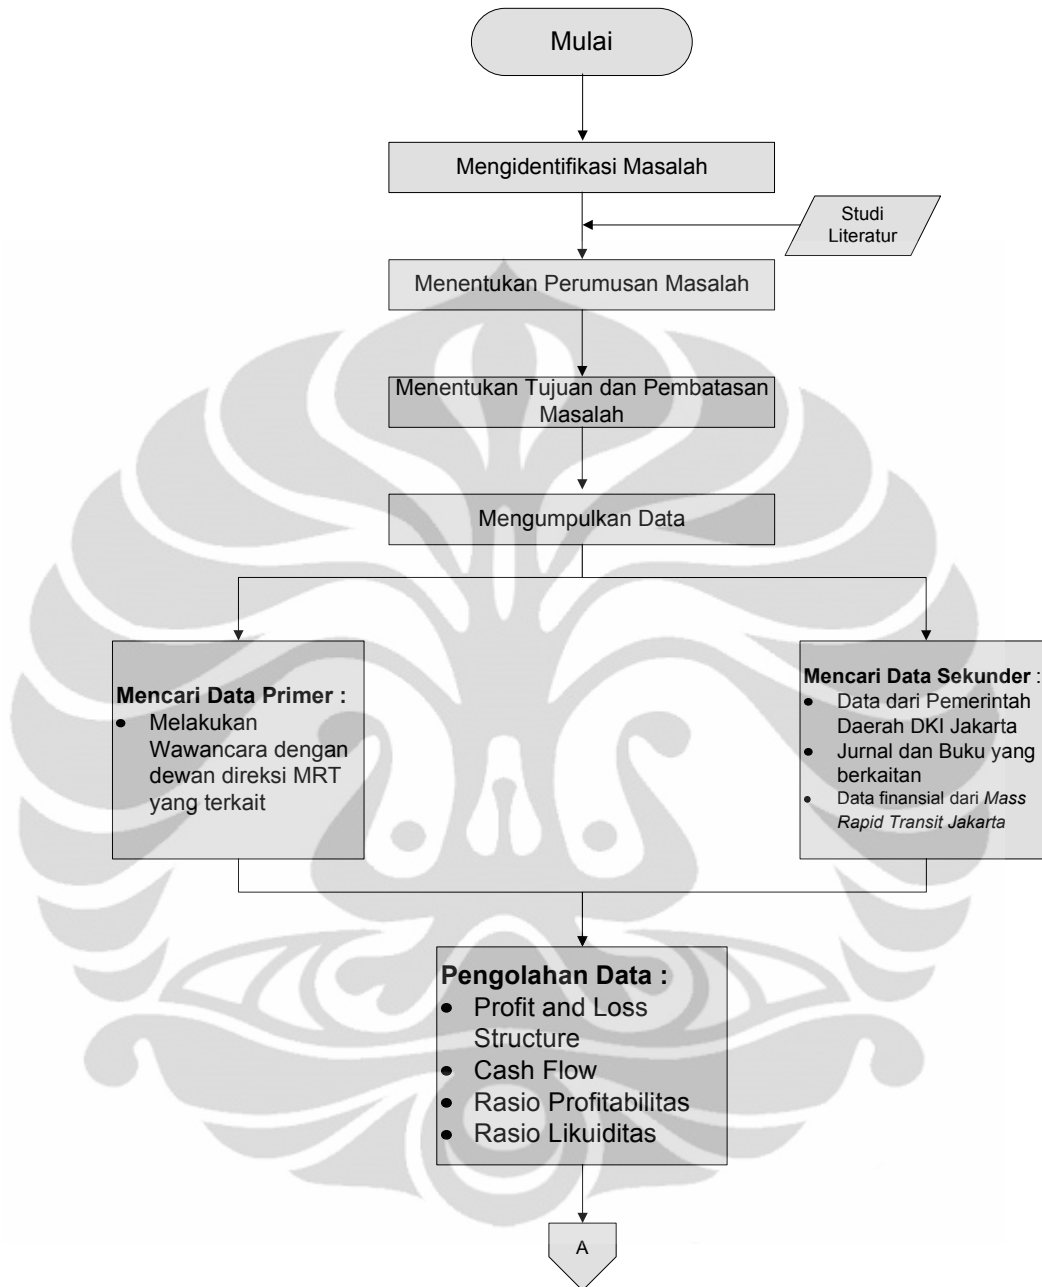 Mulai
Mengidentifikasi Masalah
Studi
Literatur
Menentukan Perumusan Masalah
Menentukan Tujuan dan Pembatasan
Masalah
Mengumpulkan Data
Mencari Data Primer :
• Melakukan
Wawancara dengan
dewan direksi MRT
yang terkait
Mencari Data Sekunder :
• Data dari Pemerintah
Daerah DKI Jakarta
• Jurnal dan Buku yang
berkaitan
• Data finansial dari Mass
Rapid Transit Jakarta
Pengolahan Data :
• Profit and Loss
Structure
• Cash Flow
• Rasio Profitabilitas
• Rasio Likuiditas
A